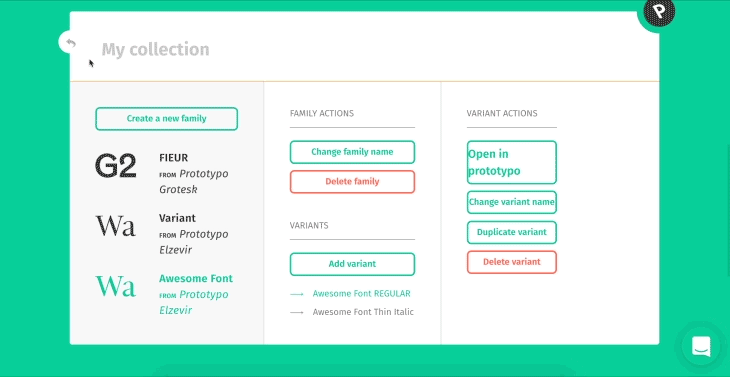 P
My collection
Create a new family
G2
FIEUR
FROM Prototypo
Grotesk
Wa
Variant
FROM Prototypo
Elzevir
Wa
Awesome Font
FROM Prototypo
Elzevir
FAMILY ACTIONS
Change family name
Delete family
VARIANTS
Add variant
Awesome Font REGULAR
Awesome Font Thin Italic
VARIANT ACTIONS
Open in
prototypo
Change variant name
Duplicate variant
Delete variant